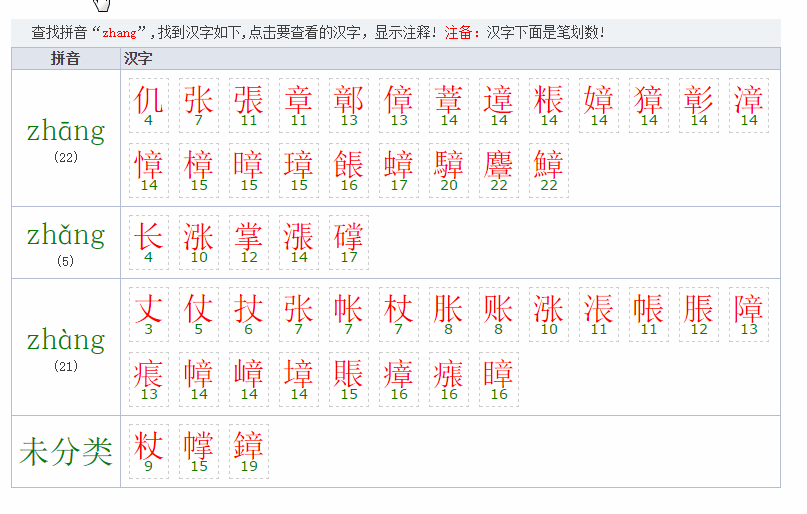 查找拼音“zhang”,找到汉字如下,点击要查看的汉字，显示注释! 注备：汉字下面是笔划数!
拼音 汉字
zhāng
(22)
仉 张 張 章 鄣 傽 蔁 遧 粻 嫜 獐 彰 漳
4 7 11 11 13 13 14 14 14 14 14 14 14
慞 樟 暲 璋 餦 蟑 騿 麞 鱆
14 15 15 15 16 17 20 22 22
zhǎng
(5)
长 涨 掌 漲 礃
4 10 12 14 17
zhàng
(21)
丈 仗 扙 张 帐 杖 胀 账 涨 涱 帳 脹 障
3 5 6 7 7 7 8 8 10 11 11 12 13
痮 幛 嶂 墇 賬 瘴 瘬 瞕
13 14 14 14 15 16 16 16
未分类
粀 幥 鏱
9 15 19